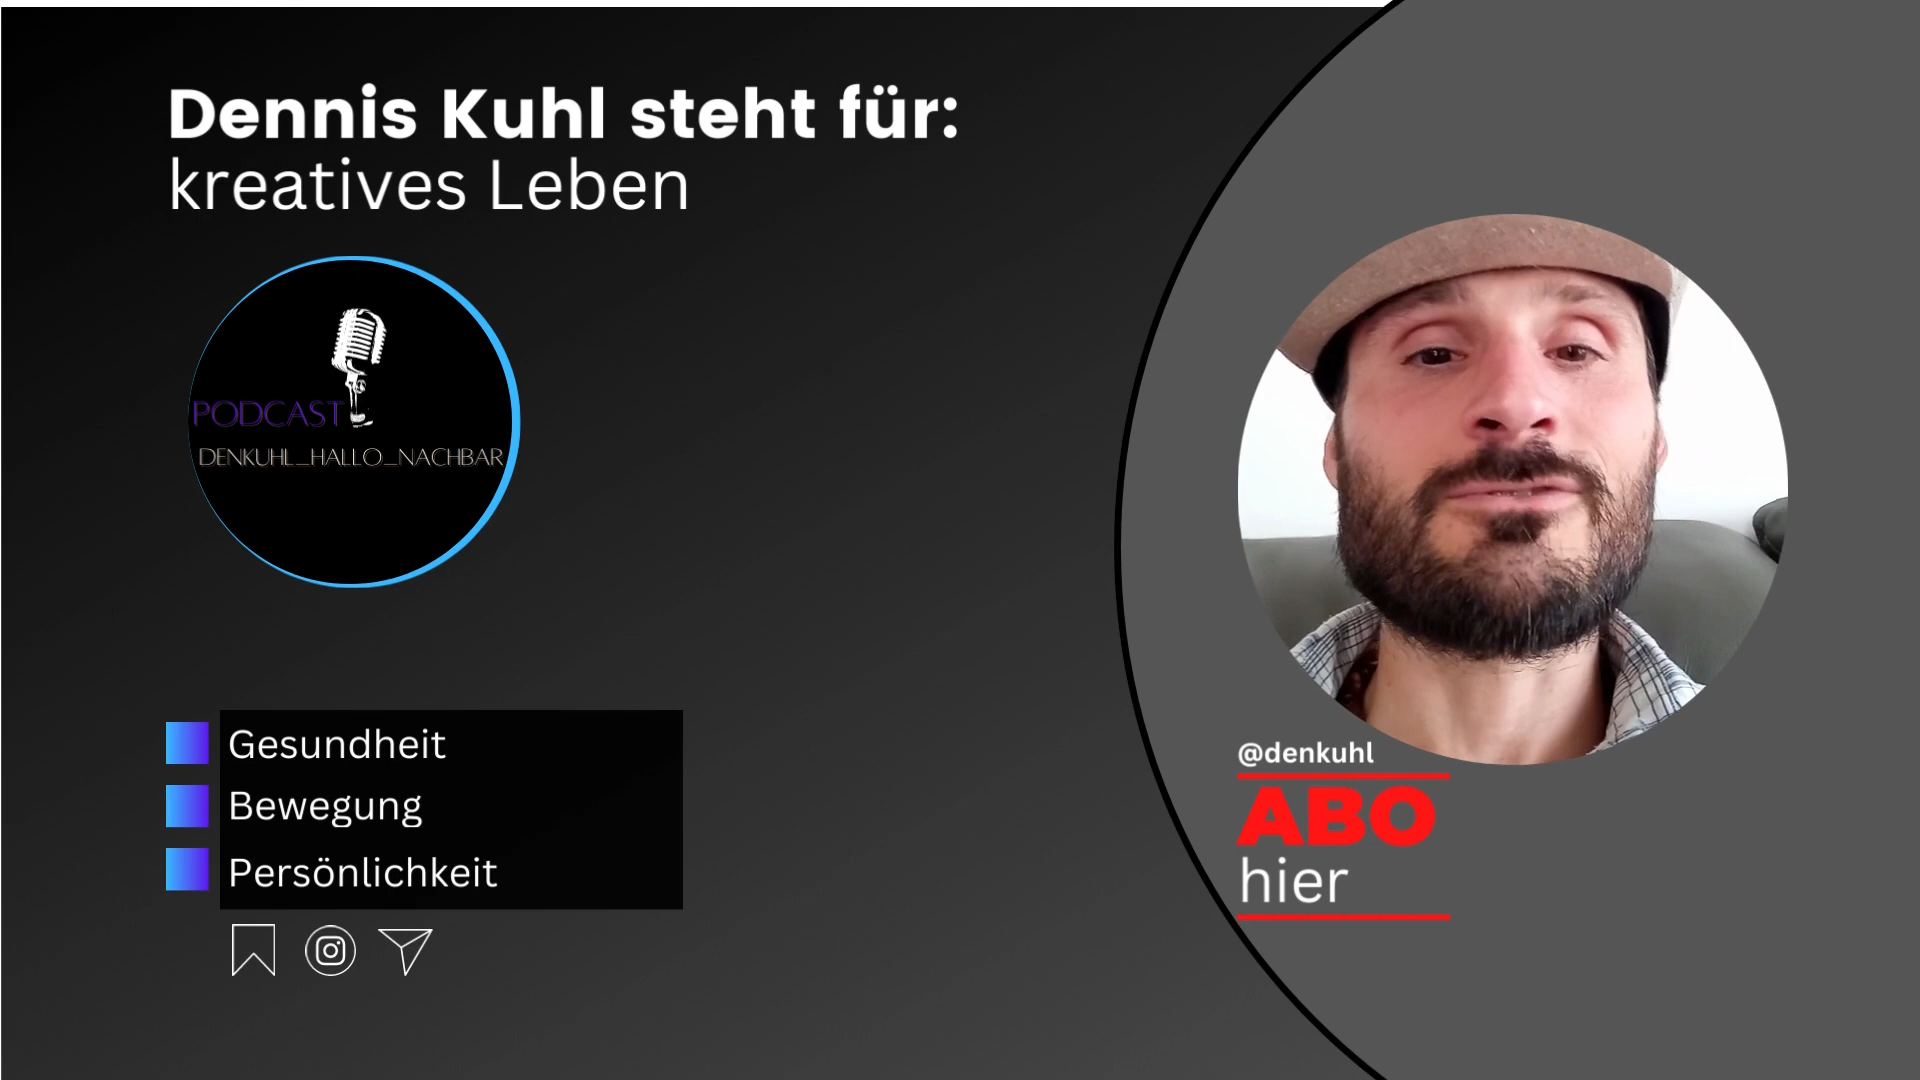 Dennis Kuhl steht für:
kreatives Leben
PODCAST
DENKUHL_HALLO_NACHBAR
Gesundheit
Bewegung
Persönlichkeit
@denkuhl
ABO
hier